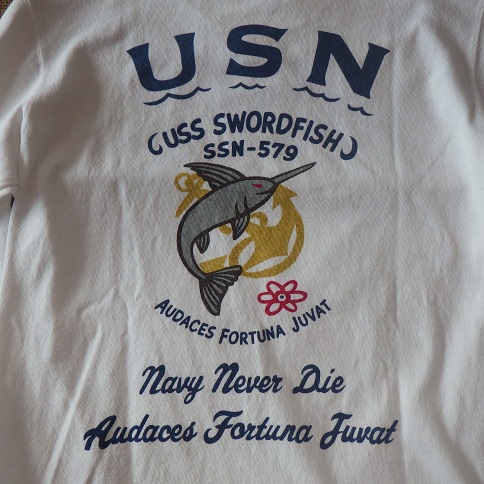 USN
USS SWORDFISH
SSN-579
AUDACES FORTUNA JUVAT
Navy Never Die
Audaces Fortuna Juvat